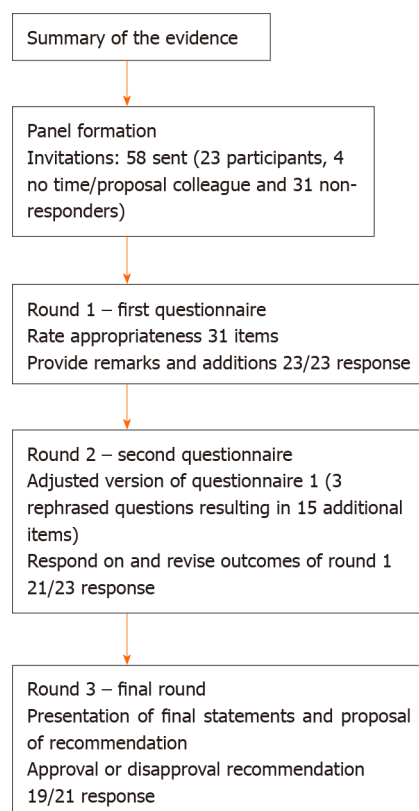 Summary of the evidence
Panel formation
Invitations: 58 sent (23 participants, 4
no time/proposal colleague and 31 non-
responders)
Round 1 – first questionnaire
Rate appropriateness 31 items
Provide remarks and additions 23/23 response
Round 2 – second questionnaire
Adjusted version of questionnaire 1 (3
rephrased questions resulting in 15 additional
items)
Respond on and revise outcomes of round 1
21/23 response
Round 3 – final round
Presentation of final statements and proposal
of recommendation
Approval or disapproval recommendation
19/21 response